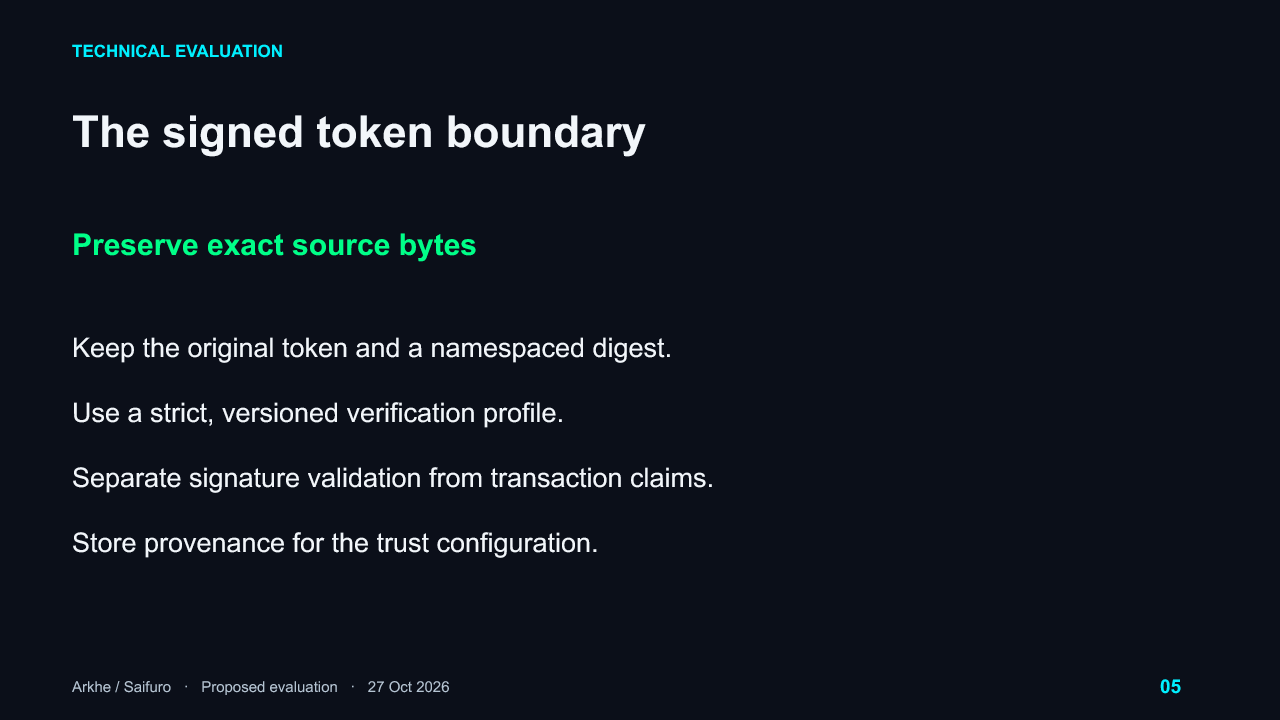 TECHNICAL EVALUATION
The signed token boundary
Preserve exact source bytes
Keep the original token and a namespaced digest.
Use a strict, versioned verification profile.
Separate signature validation from transaction claims.
Store provenance for the trust configuration.
Arkhe / Saifuro · Proposed evaluation · 27 Oct 2026 05